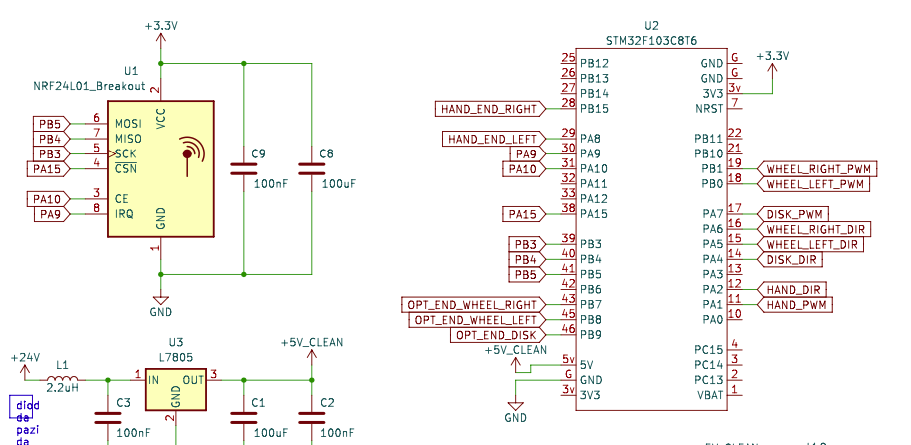 +3.3V
U1
NRF24L01_Breakout
2
VCC
PB5 6 MOSI
PB4 7 MISO
PB3 5 SCK
PA15 4 CSN
PA10 3 CE
PA9 8 IRQ
GND
1
GND
C9
100nF
C8
100uF
U2
STM32F103C8T6
25 PB12
26 PB13
27 PB14
HAND_END_RIGHT 28 PB15
HAND_END_LEFT 29 PA8
PA9 30 PA9
PA10 31 PA10
32 PA11
33 PA12
PA15 38 PA15
PB3 39 PB3
PB4 40 PB4
PB5 41 PB5
42 PB6
OPT_END_WHEEL_RIGHT 43 PB7
OPT_END_WHEEL_LEFT 45 PB8
OPT_END_DISK 46 PB9
+5V_CLEAN
5v 5V
G GND
3v 3V3
GND
GND G
GND G
+3.3V
3V3 3v
NRST 7
PB11 22
PB10 21
PB1 19 WHEEL_RIGHT_PWM
PB0 18 WHEEL_LEFT_PWM
PA7 17 DISK_PWM
PA6 16 WHEEL_RIGHT_DIR
PA5 15 WHEEL_LEFT_DIR
PA4 14 DISK_DIR
PA3 13
PA2 12 HAND_DIR
PA1 11 HAND_PWM
PA0 10
PC15 4
PC14 3
PC13 2
VBAT 1
+24V
L1
2.2uH
U3
L7805
1 IN
OUT 3
GND
2
+5V_CLEAN
C3
100nF
C1
100uF
C2
100nF
diod
da
pazi
da